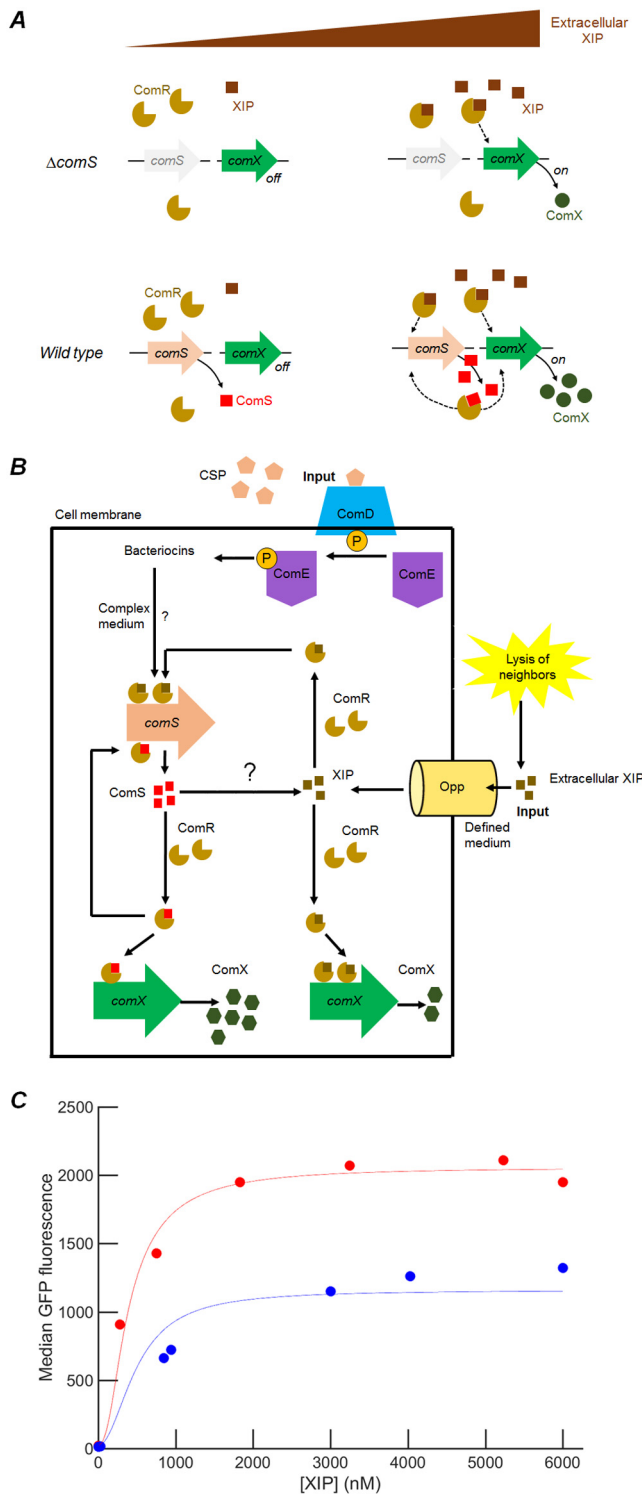 A
Extracellular
XIP
ComR
XIP
XIP
ΔcomS
comS
comX
off
comS
comX
on
ComX
ComR
Wild type
comS
comX
off
ComS
comS
comX
on
ComX
B
CSP
Input
Cell membrane
ComD
P
Bacteriocins
P
ComE
ComE
Complex
medium
?
Lysis of
neighbors
comS
ComR
ComS
?
XIP
Opp
Extracellular XIP
Input
Defined
medium
ComR
ComR
ComX
ComX
comX
comX
C
2500
2000
1500
1000
500
0
Median GFP fluorescence
0
1000
2000
3000
4000
5000
6000
[XIP] (nM)